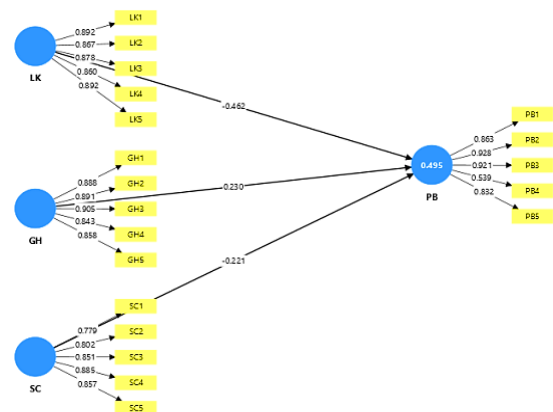 LK1
0.892
LK2
0.867
LK3
0.878
LK4
0.860
LK5
0.892
LK
-0.462
GH1
0.888
GH2
0.891
GH3
0.905
GH4
0.843
GH5
0.858
GH
0.230
SC1
0.779
SC2
0.802
SC3
0.851
SC4
0.885
SC5
0.857
SC
-0.221
0.495
PB
PB1
0.863
PB2
0.928
PB3
0.921
PB4
0.539
PB5
0.832